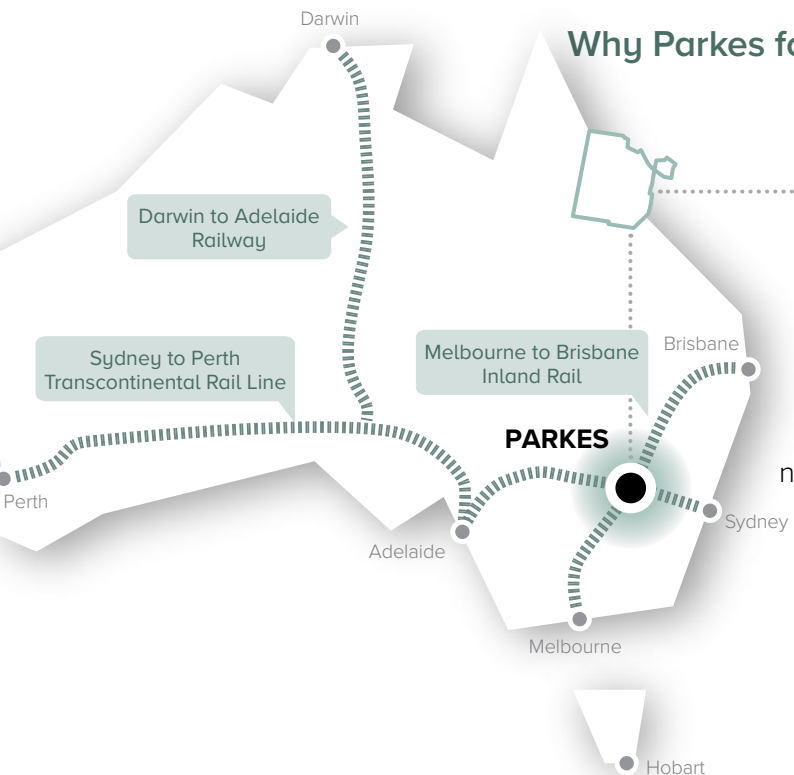 Darwin
Why Parkes fo
Darwin to Adelaide
Railway
Sydney to Perth
Transcontinental Rail Line
Melbourne to Brisbane
Inland Rail
Brisbane
PARKES
n
Perth
Sydney
Adelaide
Melbourne
Hobart